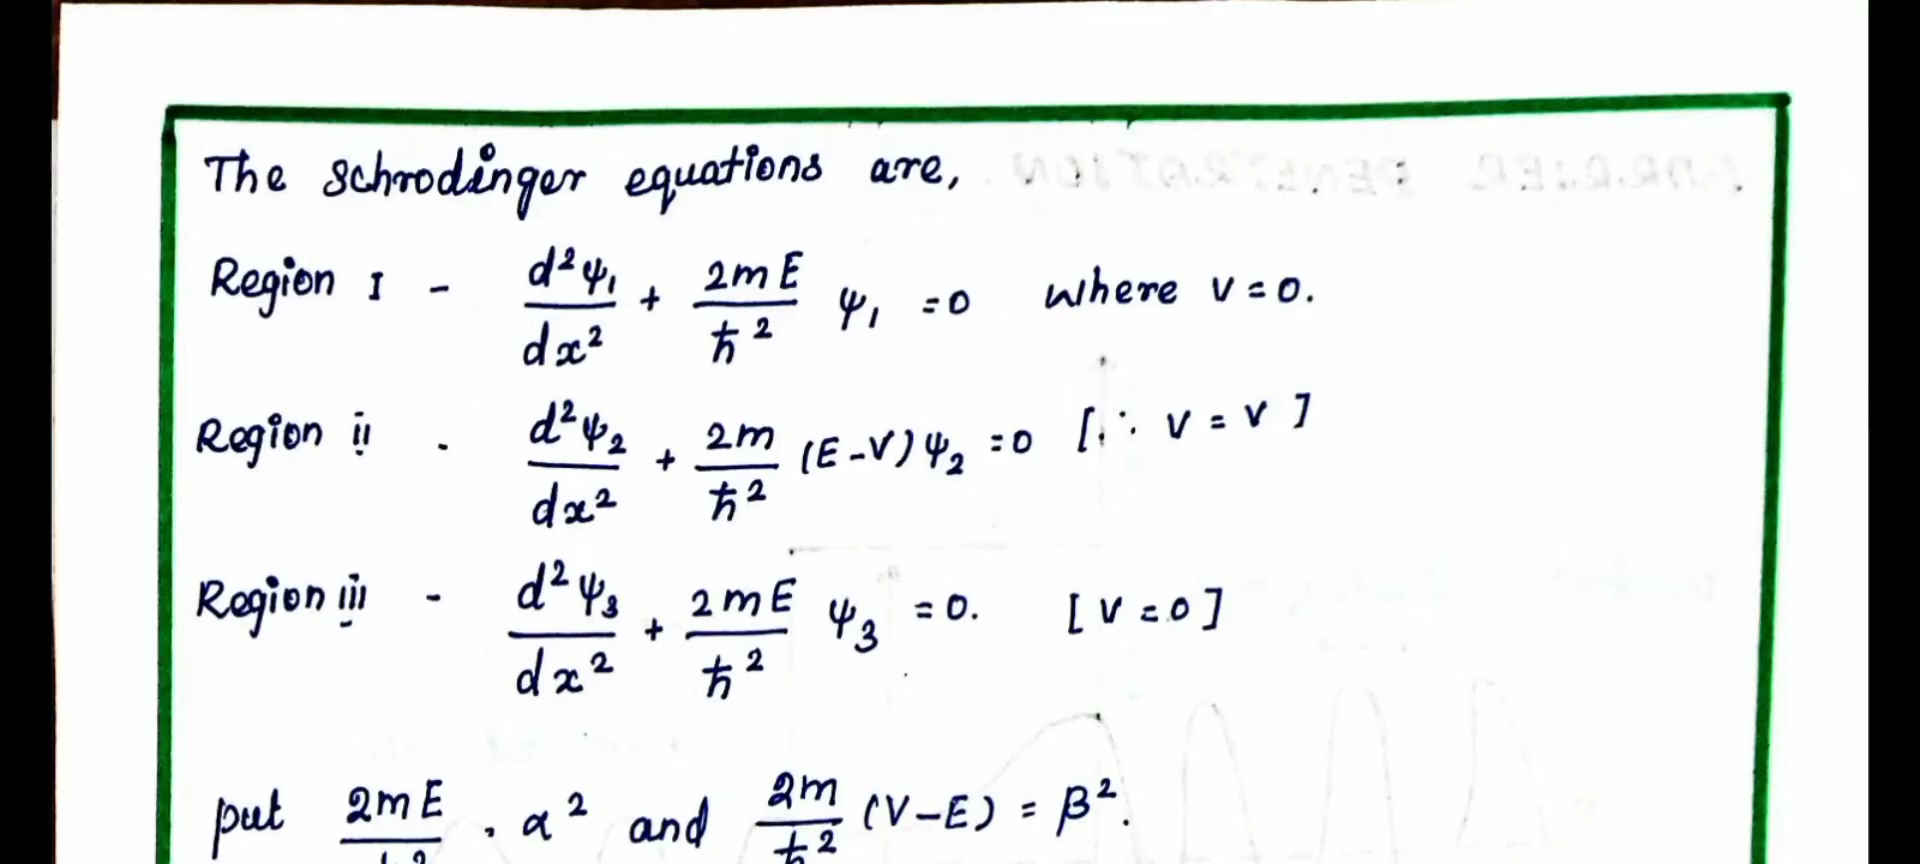 The Schrodinger equations are,
Region I - d²ψ₁/dx² + 2mE/ħ² ψ₁ = 0 where V = 0.
Region ii - d²ψ₂/dx² + 2m/ħ² (E-V) ψ₂ = 0 [∵ V = V]
Region iii - d²ψ₃/dx² + 2mE/ħ² ψ₃ = 0. [V = 0]
put 2mE/ħ² = α² and 2m/ħ² (V-E) = β².